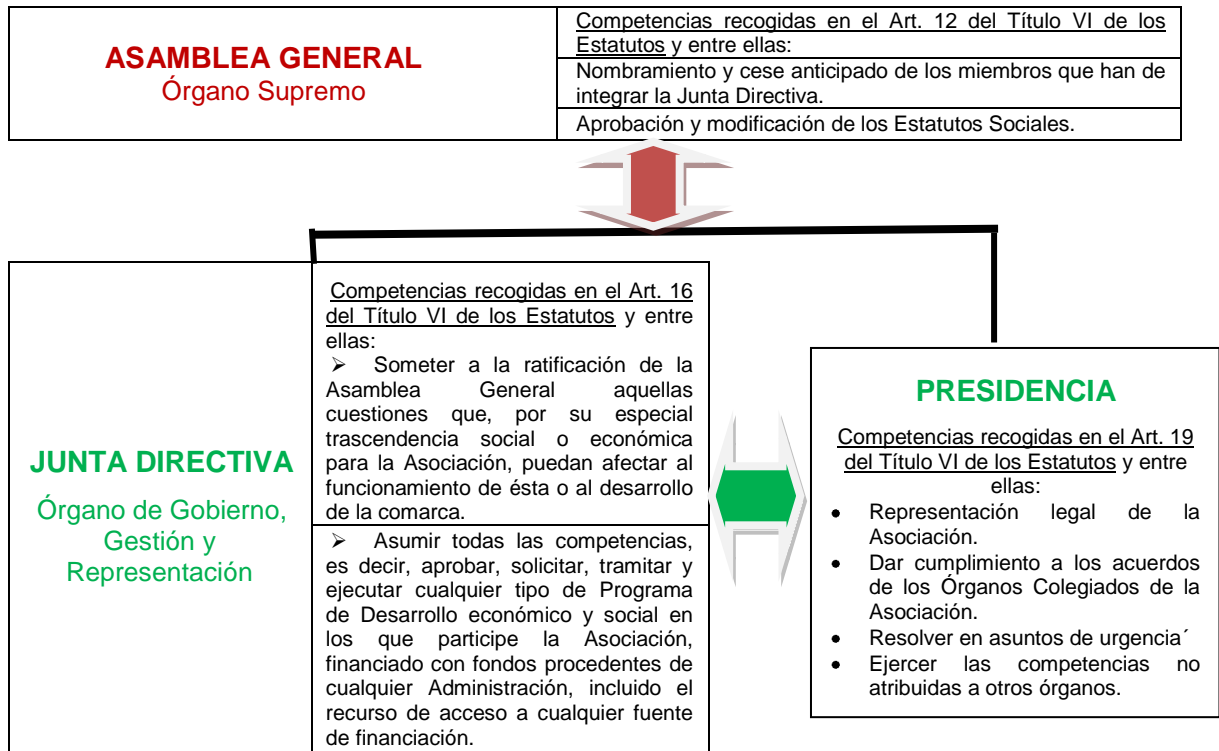 ASAMBLEA GENERAL
Órgano Supremo
Competencias recogidas en el Art. 12 del Título VI de los
Estatutos y entre ellas:
Nombramiento y cese anticipado de los miembros que han de
integrar la Junta Directiva.
Aprobación y modificación de los Estatutos Sociales.
JUNTA DIRECTIVA
Órgano de Gobierno,
Gestión y
Representación
Competencias recogidas en el Art. 16
del Título VI de los Estatutos y entre
ellas:
➢ Someter a la ratificación de la
Asamblea General aquellas
cuestiones que, por su especial
trascendencia social o económica
para la Asociación, puedan afectar al
funcionamiento de ésta o al desarrollo
de la comarca.
➢ Asumir todas las competencias,
es decir, aprobar, solicitar, tramitar y
ejecutar cualquier tipo de Programa
de Desarrollo económico y social en
los que participe la Asociación,
financiado con fondos procedentes de
cualquier Administración, incluido el
recurso de acceso a cualquier fuente
de financiación.
PRESIDENCIA
Competencias recogidas en el Art. 19
del Título VI de los Estatutos y entre
ellas:
• Representación legal de la
Asociación.
• Dar cumplimiento a los acuerdos
de los Órganos Colegiados de la
Asociación.
• Resolver en asuntos de urgencia´
• Ejercer las competencias no
atribuidas a otros órganos.